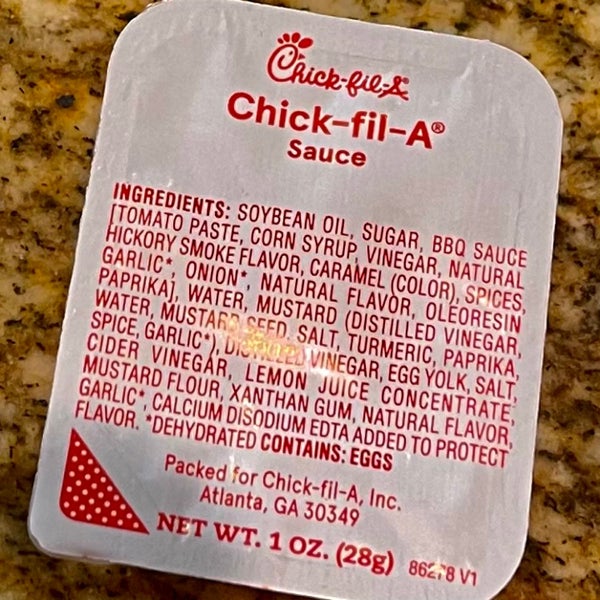 Chick-fil-A®
Chick-fil-A®
Sauce
INGREDIENTS: SOYBEAN OIL, SUGAR, BBQ SAUCE
[TOMATO PASTE, CORN SYRUP, VINEGAR, NATURAL
HICKORY SMOKE FLAVOR, CARAMEL (COLOR), SPICES,
GARLIC*, ONION*, NATURAL FLAVOR, OLEORESIN
PAPRIKA], WATER, MUSTARD (DISTILLED VINEGAR,
WATER, MUSTARD SEED, SALT, TURMERIC, PAPRIKA,
SPICE, GARLIC*), DISTILLED VINEGAR, EGG YOLK, SALT,
CIDER VINEGAR, LEMON JUICE CONCENTRATE,
MUSTARD FLOUR, XANTHAN GUM, NATURAL FLAVOR,
GARLIC*, CALCIUM DISODIUM EDTA ADDED TO PROTECT
FLAVOR. *DEHYDRATED CONTAINS: EGGS
Packed for Chick-fil-A, Inc.
Atlanta, GA 30349
NET WT. 1 OZ. (28g) 86278 V1